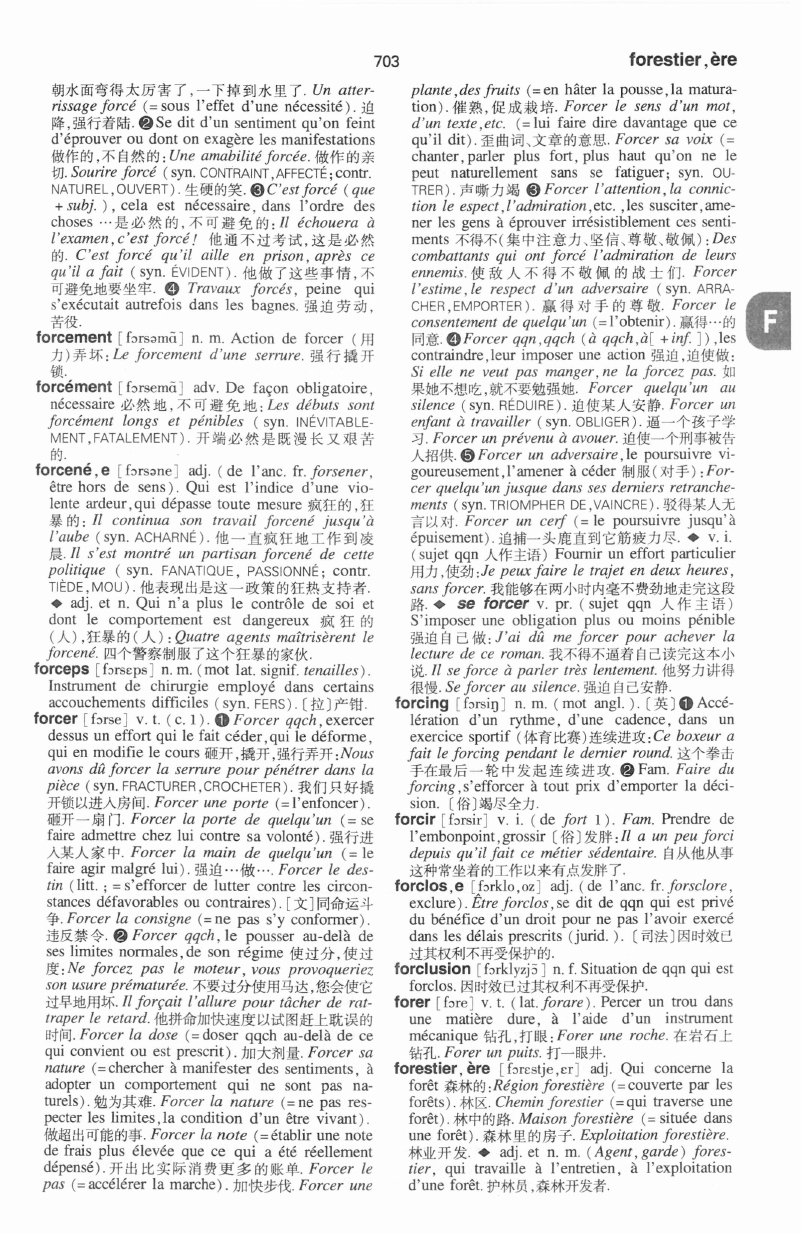 703
forestier,ère
朝水面弯得太厉害了,一下掉到水里了. Un atter-
rissage forcé (=sous l'effet d'une nécessité). 迫
降,强行着陆. ❷Se dit d'un sentiment qu'on feint
d'éprouver ou dont on exagère les manifestations
做作的,不自然的:Une amabilité forcée. 做作的亲
切. Sourire forcé (syn. CONTRAINT,AFFECTÉ;contr.
NATUREL,OUVERT). 生硬的笑. ❸C'est forcé (que
+subj. ), cela est nécessaire, dans l'ordre des
choses …是必然的,不可避免的:Il échouera à
l'examen,c'est forcé! 他通不过考试,这是必然
的. C'est forcé qu'il aille en prison, après ce
qu'il a fait (syn. ÉVIDENT). 他做了这些事情,不
可避免地要坐牢. ❹ Travaux forcés, peine qui
s'exécutait autrefois dans les bagnes. 强迫劳动,
苦役.
forcement [fɔrsəmɑ̃] n. m. Action de forcer (用
力)弄坏:Le forcement d'une serrure. 强行撬开
锁.
forcément [fɔrsemɑ̃] adv. De façon obligatoire,
nécessaire 必然地,不可避免地:Les débuts sont
forcément longs et pénibles (syn. INÉVITABLE-
MENT,FATALEMENT). 开端必然是既漫长又艰苦
的.
forcené,e [fɔrsəne] adj. (de l'anc. fr. forsener,
être hors de sens). Qui est l'indice d'une vio-
lente ardeur,qui dépasse toute mesure 疯狂的,狂
暴的:Il continua son travail forcené jusqu'à
l'aube (syn. ACHARNÉ). 他一直疯狂地工作到凌
晨. Il s'est montré un partisan forcené de cette
politique (syn. FANATIQUE, PASSIONNÉ; contr.
TIÈDE,MOU). 他表现出是这一政策的狂热支持者.
◆ adj. et n. Qui n'a plus le contrôle de soi et
dont le comportement est dangereux 疯狂的
(人),狂暴的(人):Quatre agents maîtrisèrent le
forcené. 四个警察制服了这个狂暴的家伙.
forceps [fɔrsɛps] n. m. (mot lat. signif. tenailles).
Instrument de chirurgie employé dans certains
accouchements difficiles (syn. FERS). [拉]产钳.
forcer [fɔrse] v. t. (c. 1). ❶ Forcer qqch,exercer
dessus un effort qui le fait céder,qui le déforme,
qui en modifie le cours 砸开,撬开,强行弄开:Nous
avons dû forcer la serrure pour pénétrer dans la
pièce (syn. FRACTURER,CROCHETER). 我们只好撬
开锁以进入房间. Forcer une porte (=l'enfoncer).
砸开一扇门. Forcer la porte de quelqu'un (=se
faire admettre chez lui contre sa volonté). 强行进
入某人家中. Forcer la main de quelqu'un (=le
faire agir malgré lui). 强迫…做…. Forcer le des-
tin (litt. ; =s'efforcer de lutter contre les circon-
stances défavorables ou contraires). [文]同命运斗
争. Forcer la consigne (=ne pas s'y conformer).
违反禁令. ❷ Forcer qqch, le pousser au-delà de
ses limites normales,de son régime 使过分,使过
度:Ne forcez pas le moteur, vous provoqueriez
son usure prématurée. 不要过分使用马达,您会使它
过早地用坏. Il forçait l'allure pour tâcher de rat-
traper le retard. 他拼命加快速度以试图赶上耽误的
时间. Forcer la dose (=doser qqch au-delà de ce
qui convient ou est prescrit). 加大剂量. Forcer sa
nature (=chercher à manifester des sentiments, à
adopter un comportement qui ne sont pas na-
turels). 勉为其难. Forcer la nature (=ne pas res-
pecter les limites,la condition d'un être vivant).
做超出可能的事. Forcer la note (=établir une note
de frais plus élevée que ce qui a été réellement
dépensé). 开出比实际消费更多的账单. Forcer le
pas (=accélérer la marche). 加快步伐. Forcer une
plante,des fruits (=en hâter la pousse,la matura-
tion). 催熟,促成栽培. Forcer le sens d'un mot,
d'un texte,etc. (=lui faire dire davantage que ce
qu'il dit). 歪曲词、文章的意思. Forcer sa voix (=
chanter,parler plus fort, plus haut qu'on ne le
peut naturellement sans se fatiguer; syn. OU-
TRER). 声嘶力竭 ❸ Forcer l'attention, la convic-
tion le espect,l'admiration,etc. ,les susciter,ame-
ner les gens à éprouver irrésistiblement ces senti-
ments 不得不(集中注意力、坚信、尊敬、敬佩):Des
combattants qui ont forcé l'admiration de leurs
ennemis. 使敌人不得不敬佩的战士们. Forcer
l'estime, le respect d'un adversaire (syn. ARRA-
CHER,EMPORTER). 赢得对手的尊敬. Forcer le
consentement de quelqu'un (=l'obtenir). 赢得…的
同意. ❹Forcer qqn,qqch (à qqch,à[+inf. ]),les
contraindre,leur imposer une action 强迫,迫使做:
Si elle ne veut pas manger, ne la forcez pas. 如
果她不想吃,就不要勉强她. Forcer quelqu'un au
silence (syn. RÉDUIRE). 迫使某人安静. Forcer un
enfant à travailler (syn. OBLIGER). 逼一个孩子学
习. Forcer un prévenu à avouer. 迫使一个刑事被告
人招供. ❺Forcer un adversaire,le poursuivre vi-
goureusement,l'amener à céder 制服(对手):For-
cer quelqu'un jusque dans ses derniers retranche-
ments (syn. TRIOMPHER DE,VAINCRE). 驳得某人无
言以对. Forcer un cerf (=le poursuivre jusqu'à
épuisement). 追捕一头鹿直到它筋疲力尽. ◆ v. i.
(sujet qqn 人作主语) Fournir un effort particulier
用力,使劲:Je peux faire le trajet en deux heures,
sans forcer. 我能够在两小时内毫不费劲地走完这段
路. ◆ se forcer v. pr. (sujet qqn 人作主语)
S'imposer une obligation plus ou moins pénible
强迫自己做:J'ai dû me forcer pour achever la
lecture de ce roman. 我不得不逼着自己读完这本小
说. Il se force à parler très lentement. 他努力讲得
很慢. Se forcer au silence. 强迫自己安静.
forcing [fɔrsiŋ] n. m. (mot angl. ). [英]❶Accé-
lération d'un rythme, d'une cadence, dans un
exercice sportif (体育比赛)连续进攻:Ce boxeur a
fait le forcing pendant le dernier round. 这个拳击
手在最后一轮中发起连续进攻. ❷Fam. Faire du
forcing,s'efforcer à tout prix d'emporter la déci-
sion. [俗]竭尽全力.
forcir [fɔrsir] v. i. (de fort 1). Fam. Prendre de
l'embonpoint,grossir [俗]发胖:Il a un peu forci
depuis qu'il fait ce métier sédentaire. 自从他从事
这种常坐着的工作以来有点发胖了.
forclos,e [fɔrklo,oz] adj. (de l'anc. fr. forsclore,
exclure). Être forclos,se dit de qqn qui est privé
du bénéfice d'un droit pour ne pas l'avoir exercé
dans les délais prescrits (jurid. ). [司法]因时效已
过其权利不再受保护的.
forclusion [fɔrklyzjɔ̃] n. f. Situation de qqn qui est
forclos. 因时效已过其权利不再受保护.
forer [fɔre] v. t. (lat. forare). Percer un trou dans
une matière dure, à l'aide d'un instrument
mécanique 钻孔,打眼:Forer une roche. 在岩石上
钻孔. Forer un puits. 打一眼井.
forestier, ère [fɔrɛstje,ɛr] adj. Qui concerne la
forêt 森林的:Région forestière (=couverte par les
forêts). 林区. Chemin forestier (=qui traverse une
forêt). 林中的路. Maison forestière (=située dans
une forêt). 森林里的房子. Exploitation forestière.
林业开发. ◆ adj. et n. m. (Agent,garde) fores-
tier, qui travaille à l'entretien, à l'exploitation
d'une forêt. 护林员,森林开发者.
F